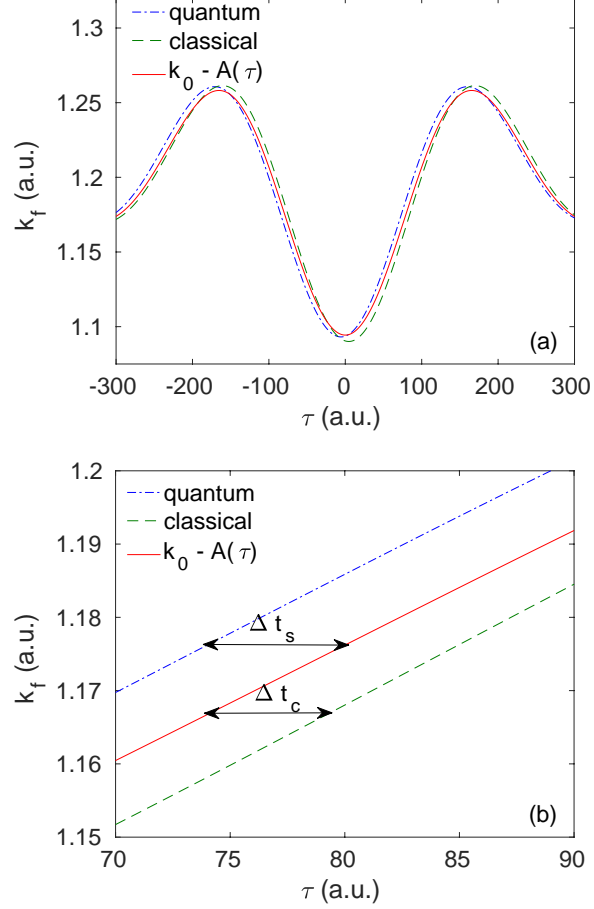 1.3
quantum
classical
k0 - A(τ)
1.25
1.2
1.15
1.1
kf (a.u.)
(a)
-300 -200 -100 0 100 200 300
τ (a.u.)
1.2
quantum
classical
k0 - A(τ)
1.19
1.18
Δ ts
1.17
Δ tc
1.16
1.15
kf (a.u.)
(b)
70 75 80 85 90
τ (a.u.)